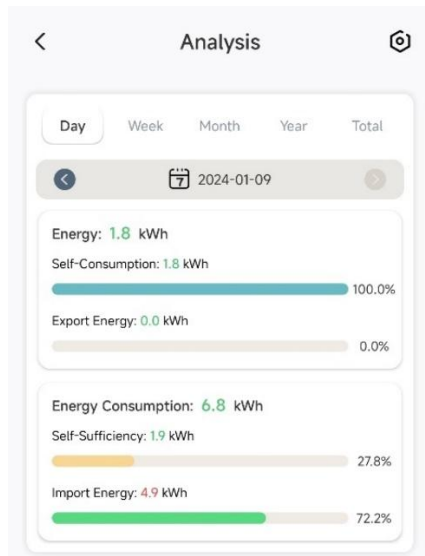 Analysis
Day Week Month Year Total
7 2024-01-09
Energy: 1.8 kWh
Self-Consumption: 1.8 kWh
100.0%
Export Energy: 0.0 kWh
0.0%
Energy Consumption: 6.8 kWh
Self-Sufficiency: 1.9 kWh
27.8%
Import Energy: 4.9 kWh
72.2%